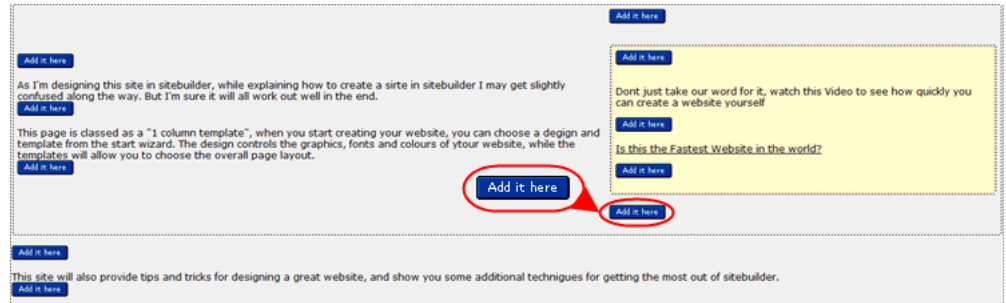 Add it here
As I'm designing this site in sitebuilder, while explaining how to create a sirte in sitebuilder I may get slightly
confused along the way. But I'm sure it will all work out well in the end.
Add it here
This page is classed as a "1 column template", when you start creating your website, you can choose a degign and
template from the start wizard. The design controls the graphics, fonts and colours of ytour website, while the
templates will allow you to choose the overall page layout.
Add it here
Add it here
Add it here
Add it here
Dont just take our word for it, watch this Video to see how quickly you
can create a website yourself
Add it here
Is this the Fastest Website in the world?
Add it here
Add it here
Add it here
This site will also provide tips and tricks for designing a great website, and show you some additional technigues for getting the most out of sitebuilder.
Add it here